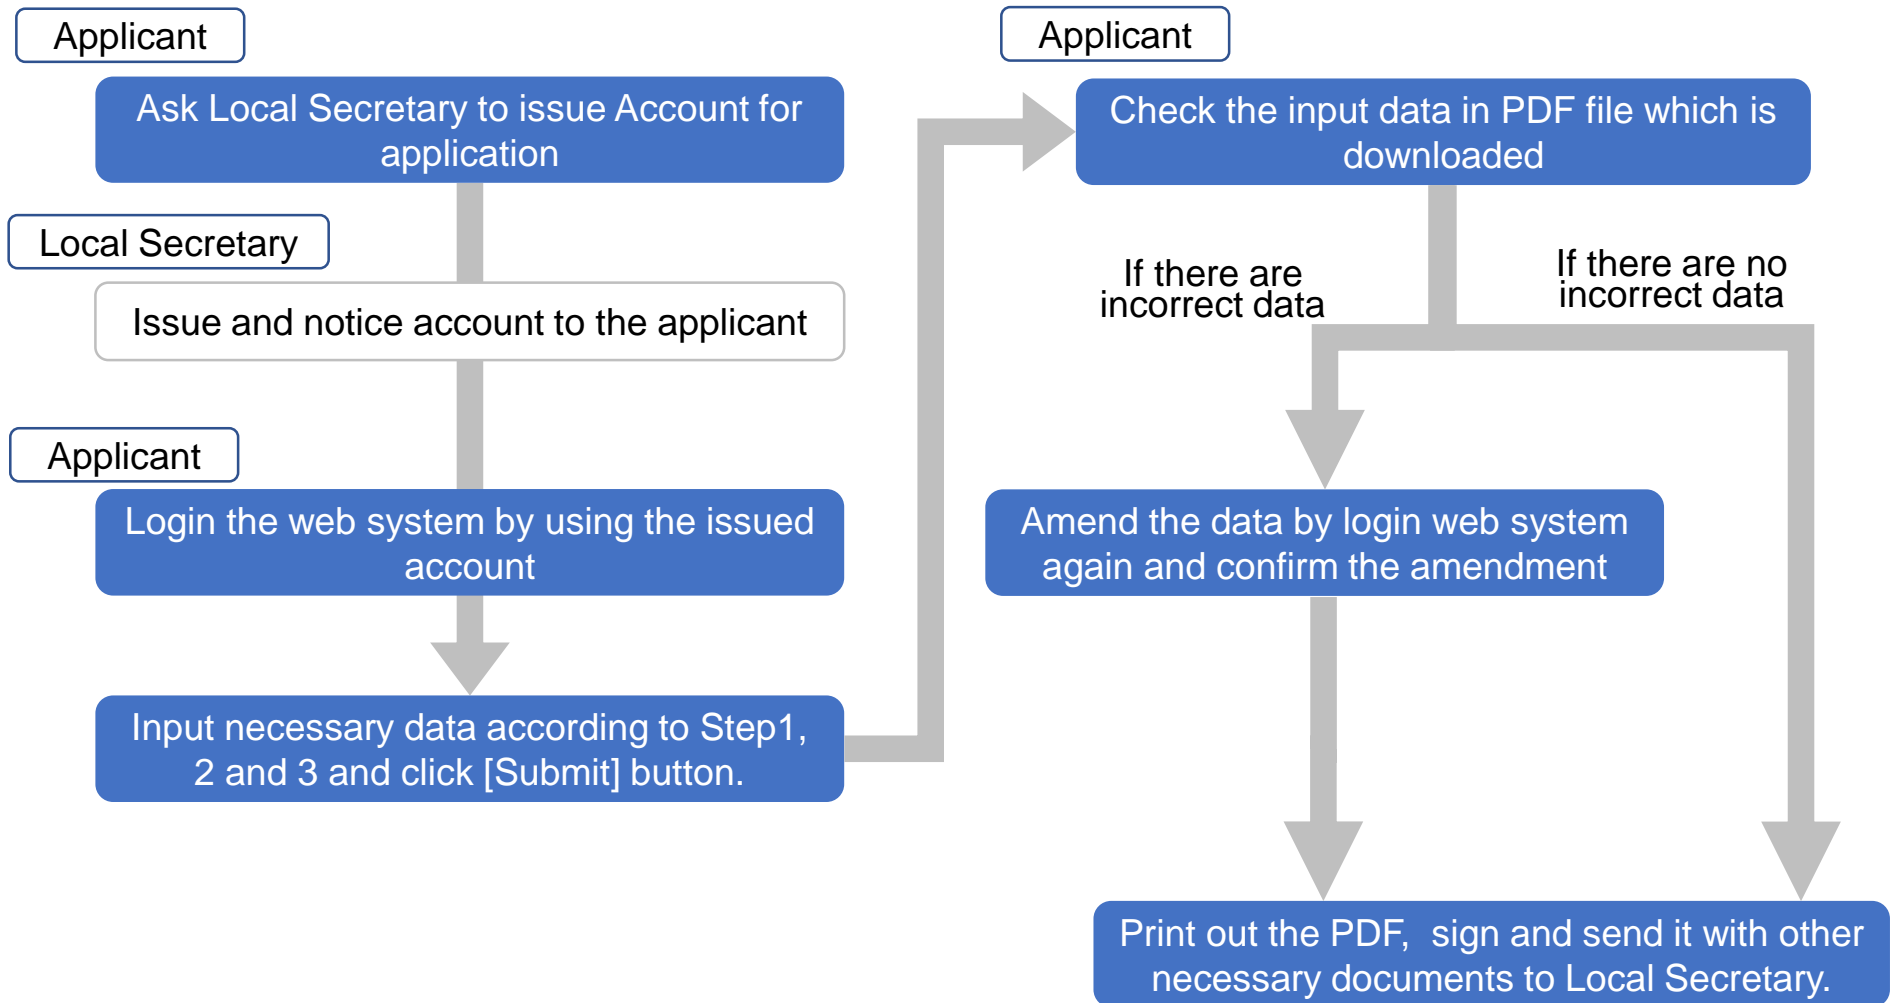 Applicant
Ask Local Secretary to issue Account for
application
Local Secretary
Issue and notice account to the applicant
Applicant
Login the web system by using the issued
account
Input necessary data according to Step1,
2 and 3 and click [Submit] button.
Applicant
Check the input data in PDF file which is
downloaded
If there are
incorrect data
If there are no
incorrect data
Amend the data by login web system
again and confirm the amendment
Print out the PDF,  sign and send it with other
necessary documents to Local Secretary.